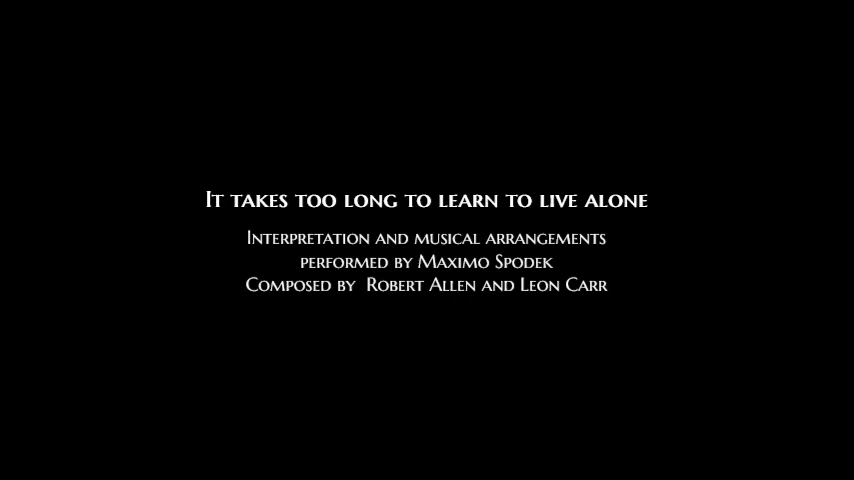 It takes too long to learn to live alone
Interpretation and musical arrangements
performed by Maximo Spodek
Composed by Robert Allen and Leon Carr